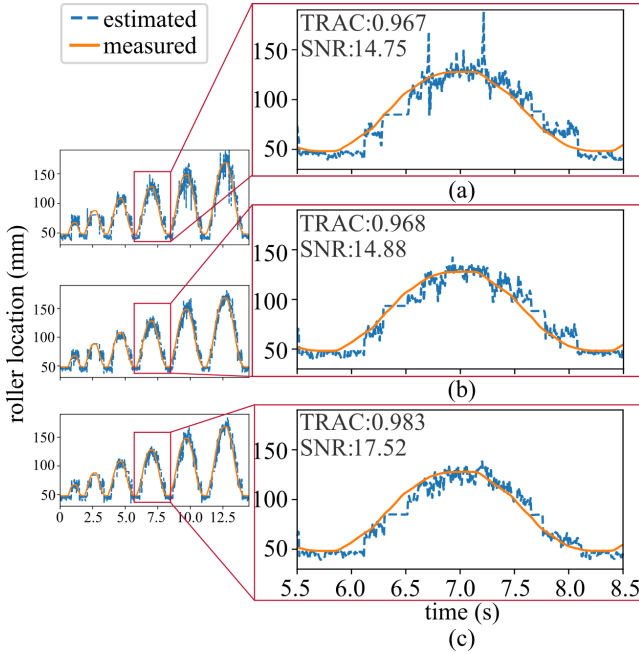 estimated
measured
roller location (mm)
150
100
50
150
100
50
150
100
50
0
2.5
5.0
7.5
10.0
12.5
TRAC:0.967
SNR:14.75
150
100
50
(a)
TRAC:0.968
SNR:14.88
150
100
50
(b)
TRAC:0.983
SNR:17.52
150
100
50
5.5
6.0
6.5
7.0
7.5
8.0
8.5
time (s)
(c)